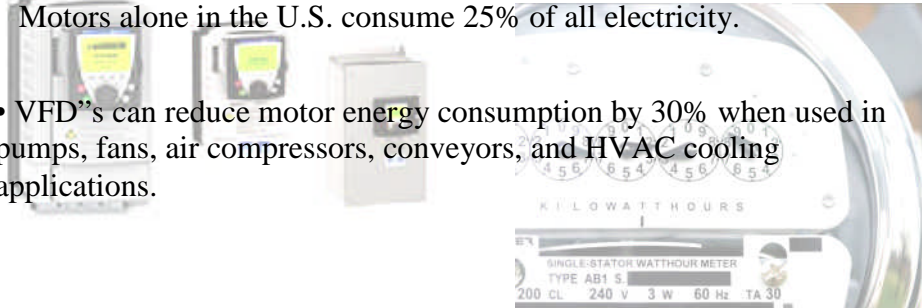 Motors alone in the U.S. consume 25% of all electricity.
• VFD"s can reduce motor energy consumption by 30% when used in
pumps, fans, air compressors, conveyors, and HVAC cooling
applications.
KILOWATTHOURS
SINGLE-STATOR WATTHOUR METER
TYPE AB1 S.
200 CL 240 V 3 W 60 Hz TA 30